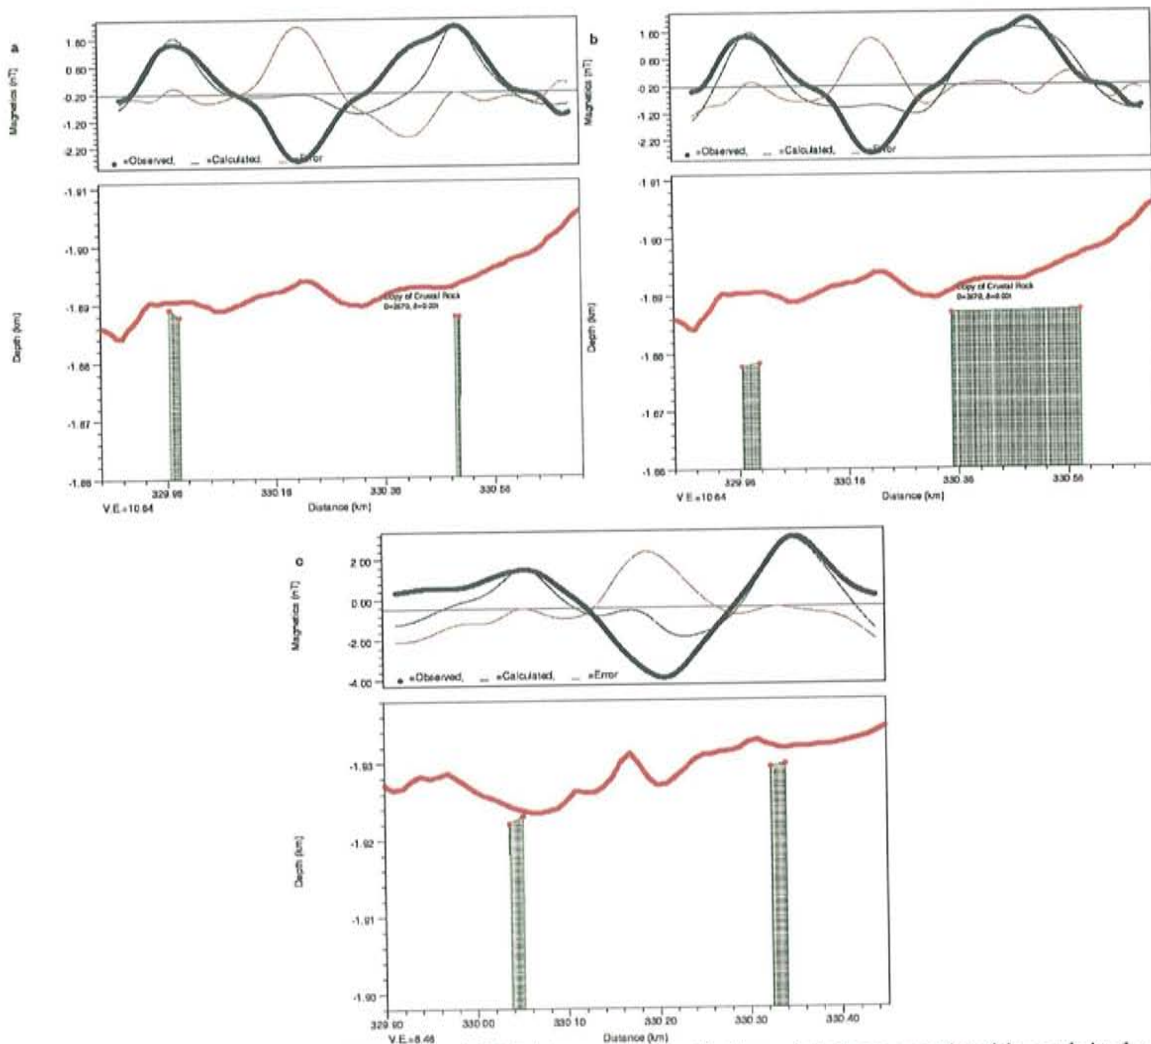 a
Magnetics (nT)
1.60
0.60
-0.20
-1.20
-2.20
=Observed, =Calculated, =Error
Depth (km)
-1.91
-1.90
-1.89
-1.88
-1.87
-1.86
Copy of Crustal Rock
329.96
330.16
330.36
330.56
V.E.=10.64
Distance (km)
b
Magnetics (nT)
1.60
0.60
-0.20
-1.20
-2.20
=Observed, =Calculated, =Error
Depth (km)
-1.91
-1.90
-1.89
-1.88
-1.87
-1.86
Copy of Crustal Rock
329.96
330.16
330.36
330.56
V.E.=10.64
Distance (km)
c
Magnetics (nT)
2.00
0.00
-2.00
-4.00
=Observed, =Calculated, =Error
Depth (km)
-1.93
-1.92
-1.91
-1.90
329.90
330.00
330.10
330.20
330.30
330.40
V.E.=8.46
Distance (km)